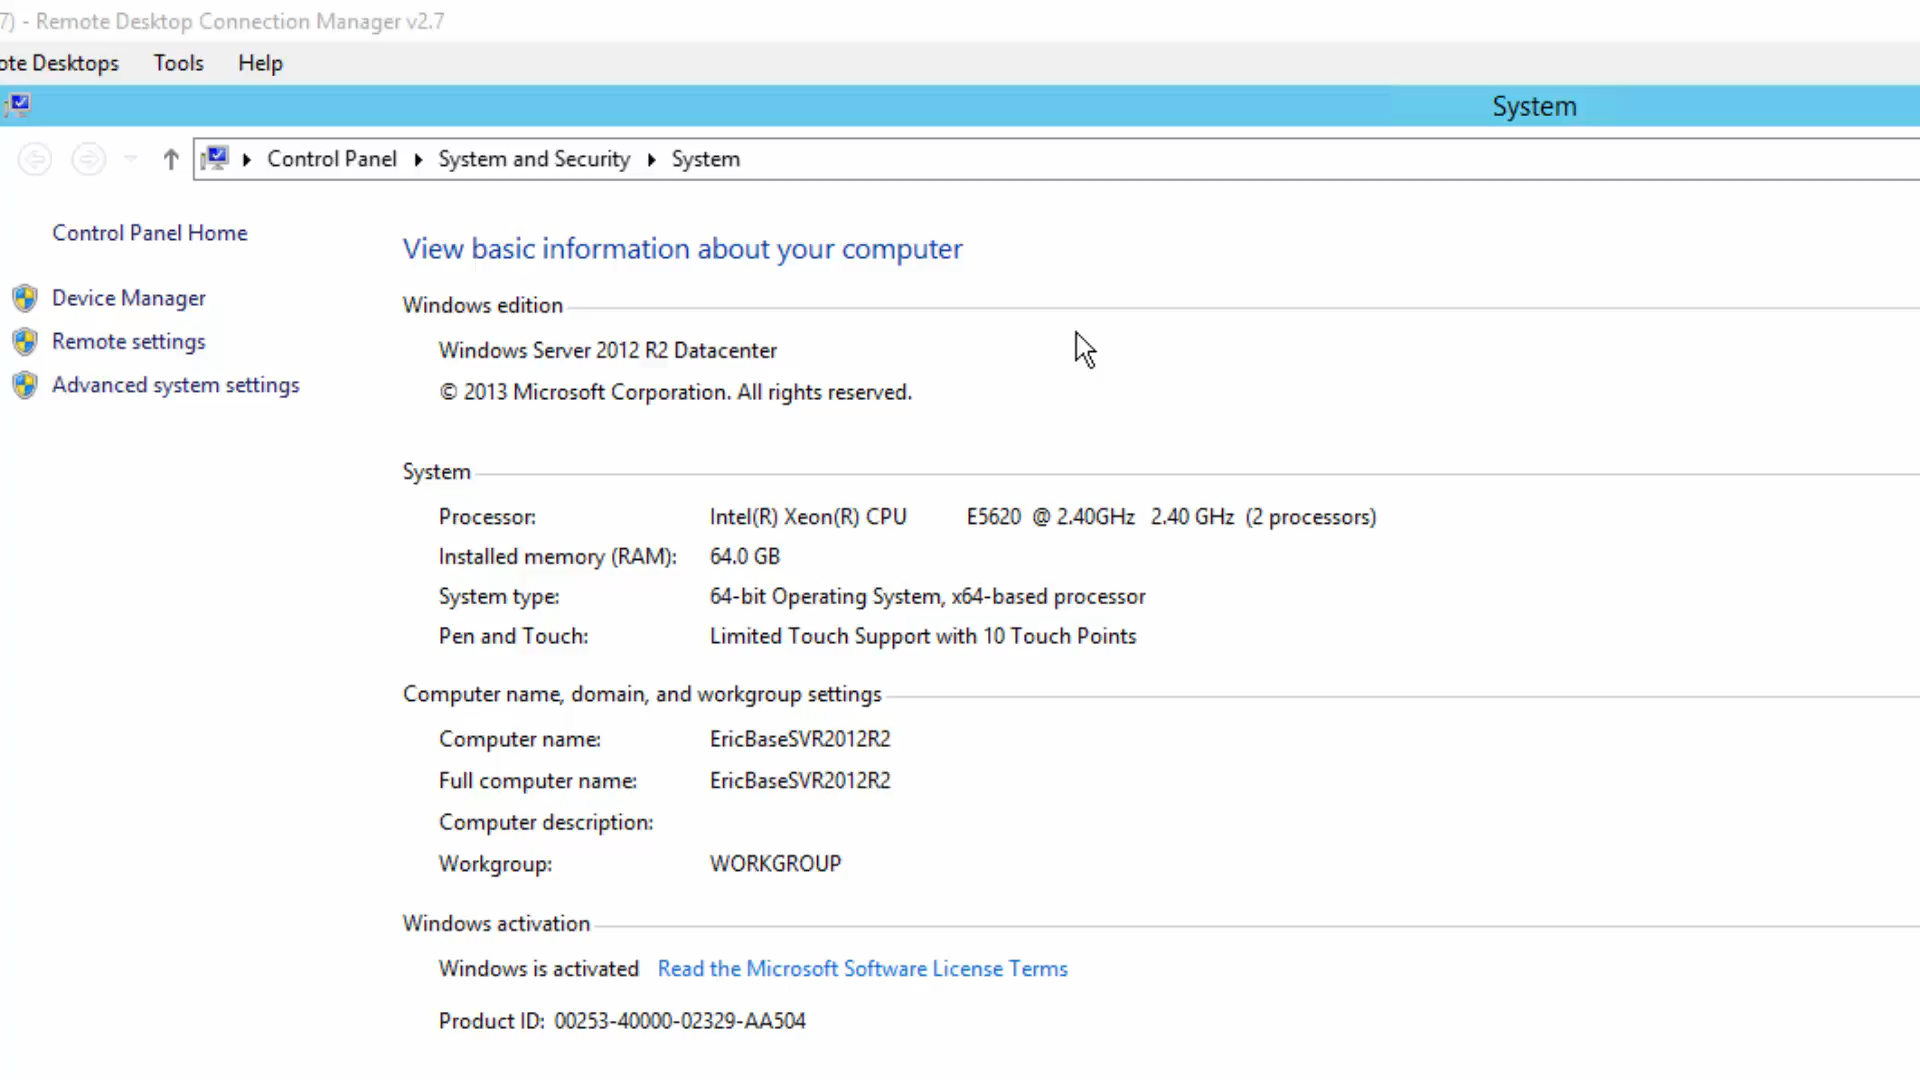 7) - Remote Desktop Connection Manager v2.7
ote Desktops Tools Help
System
Control Panel System and Security System
Control Panel Home
Device Manager
Remote settings
Advanced system settings
View basic information about your computer
Windows edition
Windows Server 2012 R2 Datacenter
© 2013 Microsoft Corporation. All rights reserved.
System
Processor: Intel(R) Xeon(R) CPU E5620 @ 2.40GHz 2.40 GHz (2 processors)
Installed memory (RAM): 64.0 GB
System type: 64-bit Operating System, x64-based processor
Pen and Touch: Limited Touch Support with 10 Touch Points
Computer name, domain, and workgroup settings
Computer name: EricBaseSVR2012R2
Full computer name: EricBaseSVR2012R2
Computer description:
Workgroup: WORKGROUP
Windows activation
Windows is activated Read the Microsoft Software License Terms
Product ID: 00253-40000-02329-AA504